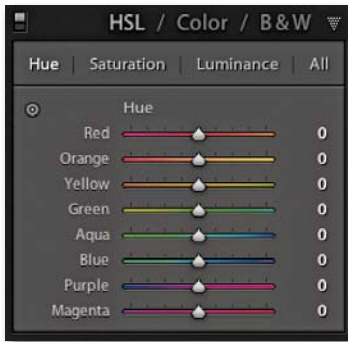 HSL / Color / B & W
Hue | Saturation | Luminance | All
Hue
Red 0
Orange 0
Yellow 0
Green 0
Aqua 0
Blue 0
Purple 0
Magenta 0